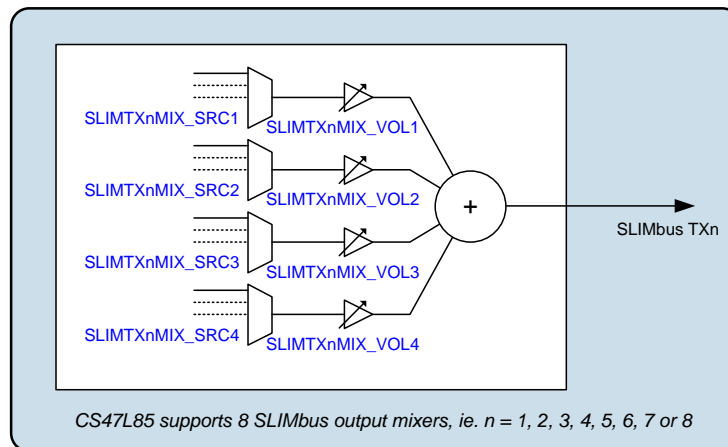 SLIMTXnMIX_SRC1
SLIMTXnMIX_VOL1
SLIMTXnMIX_SRC2
SLIMTXnMIX_VOL2
+
SLIMbus TXn
SLIMTXnMIX_SRC3
SLIMTXnMIX_VOL3
SLIMTXnMIX_SRC4
SLIMTXnMIX_VOL4
CS47L85 supports 8 SLIMbus output mixers, ie. n = 1, 2, 3, 4, 5, 6, 7 or 8